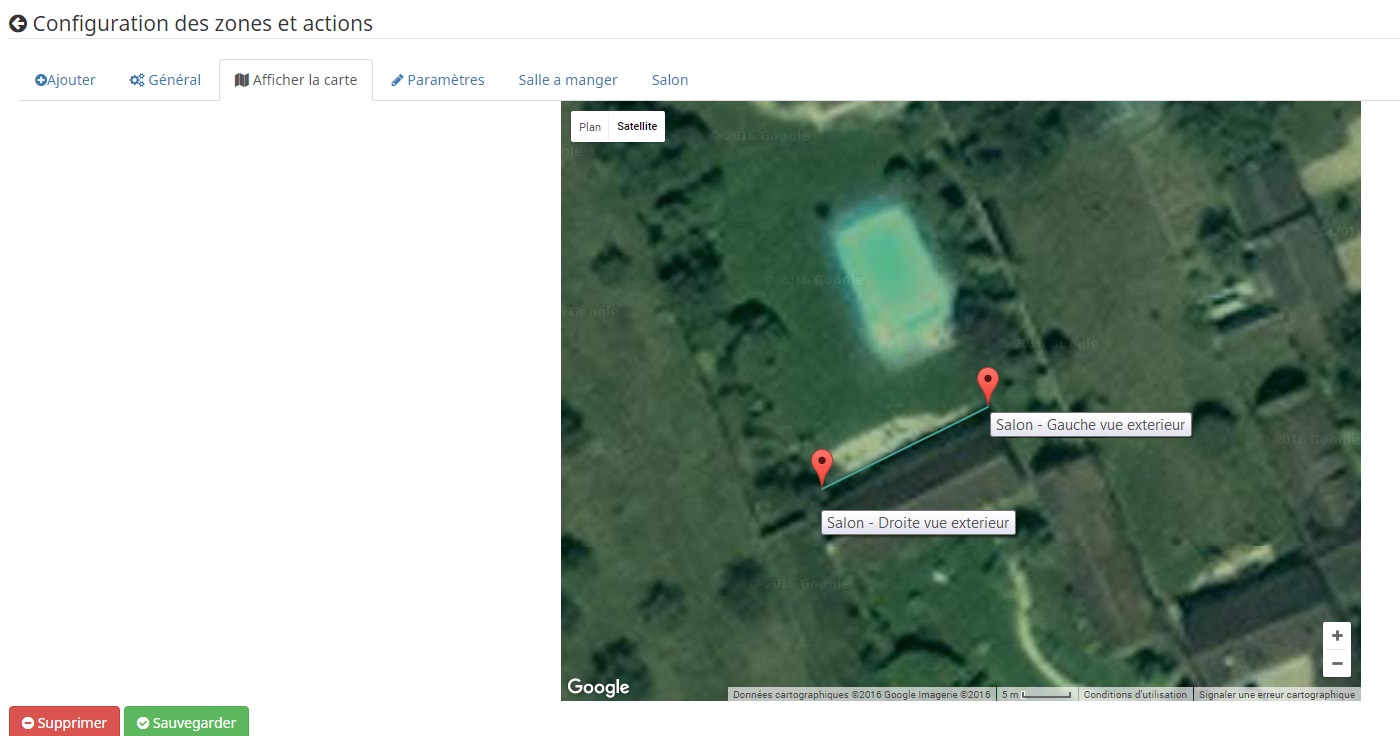 Configuration des zones et actions
Ajouter
Général
Afficher la carte
Paramètres
Salle a manger
Salon
Plan
Satellite
© 2016 Google
gle
© 2016 Google
Google
© 2016 Google
Salon - Gauche vue exterieur
© 2016 Google
Salon - Droite vue exterieur
© 2016 Google
+
−
Google
Données cartographiques ©2016 Google Imagerie ©2016
5 m
Conditions d'utilisation
Signaler une erreur cartographique
Supprimer
Sauvegarder